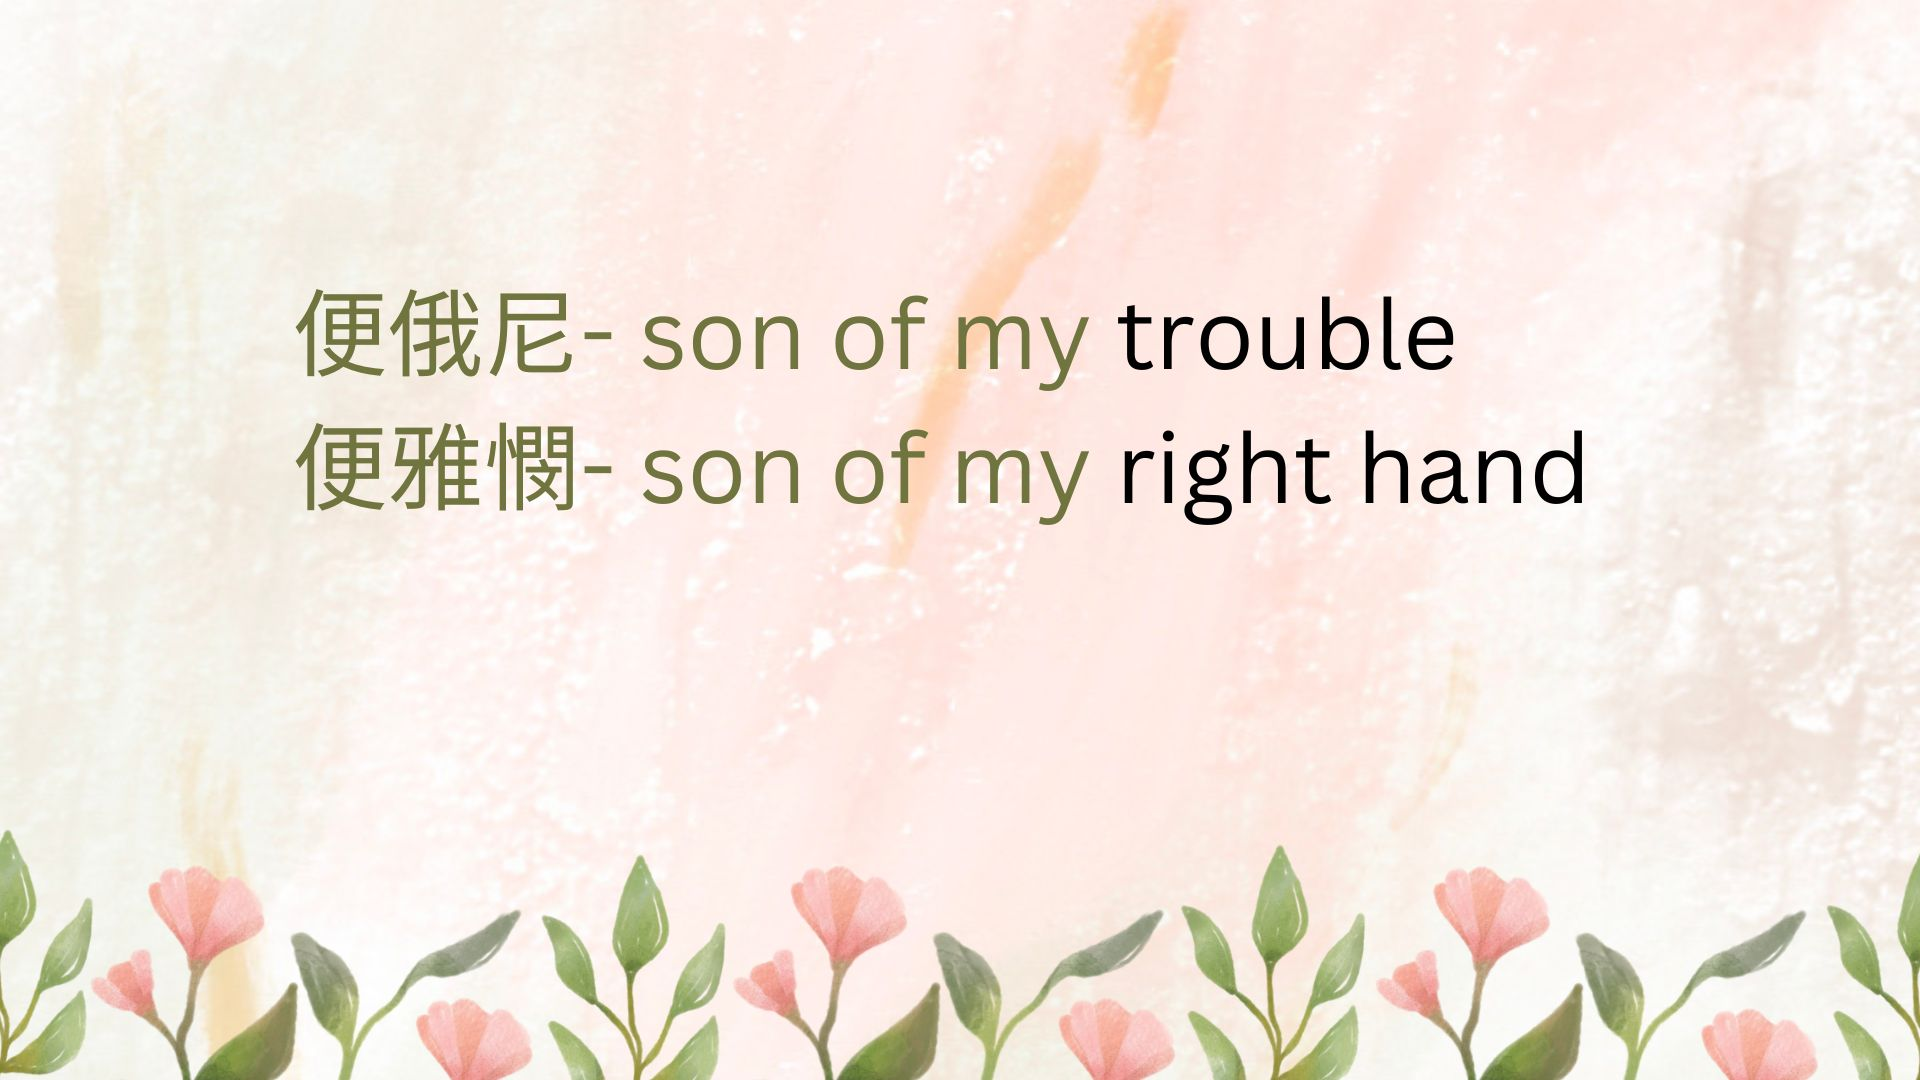 便俄尼- son of my trouble
便雅憫- son of my right hand